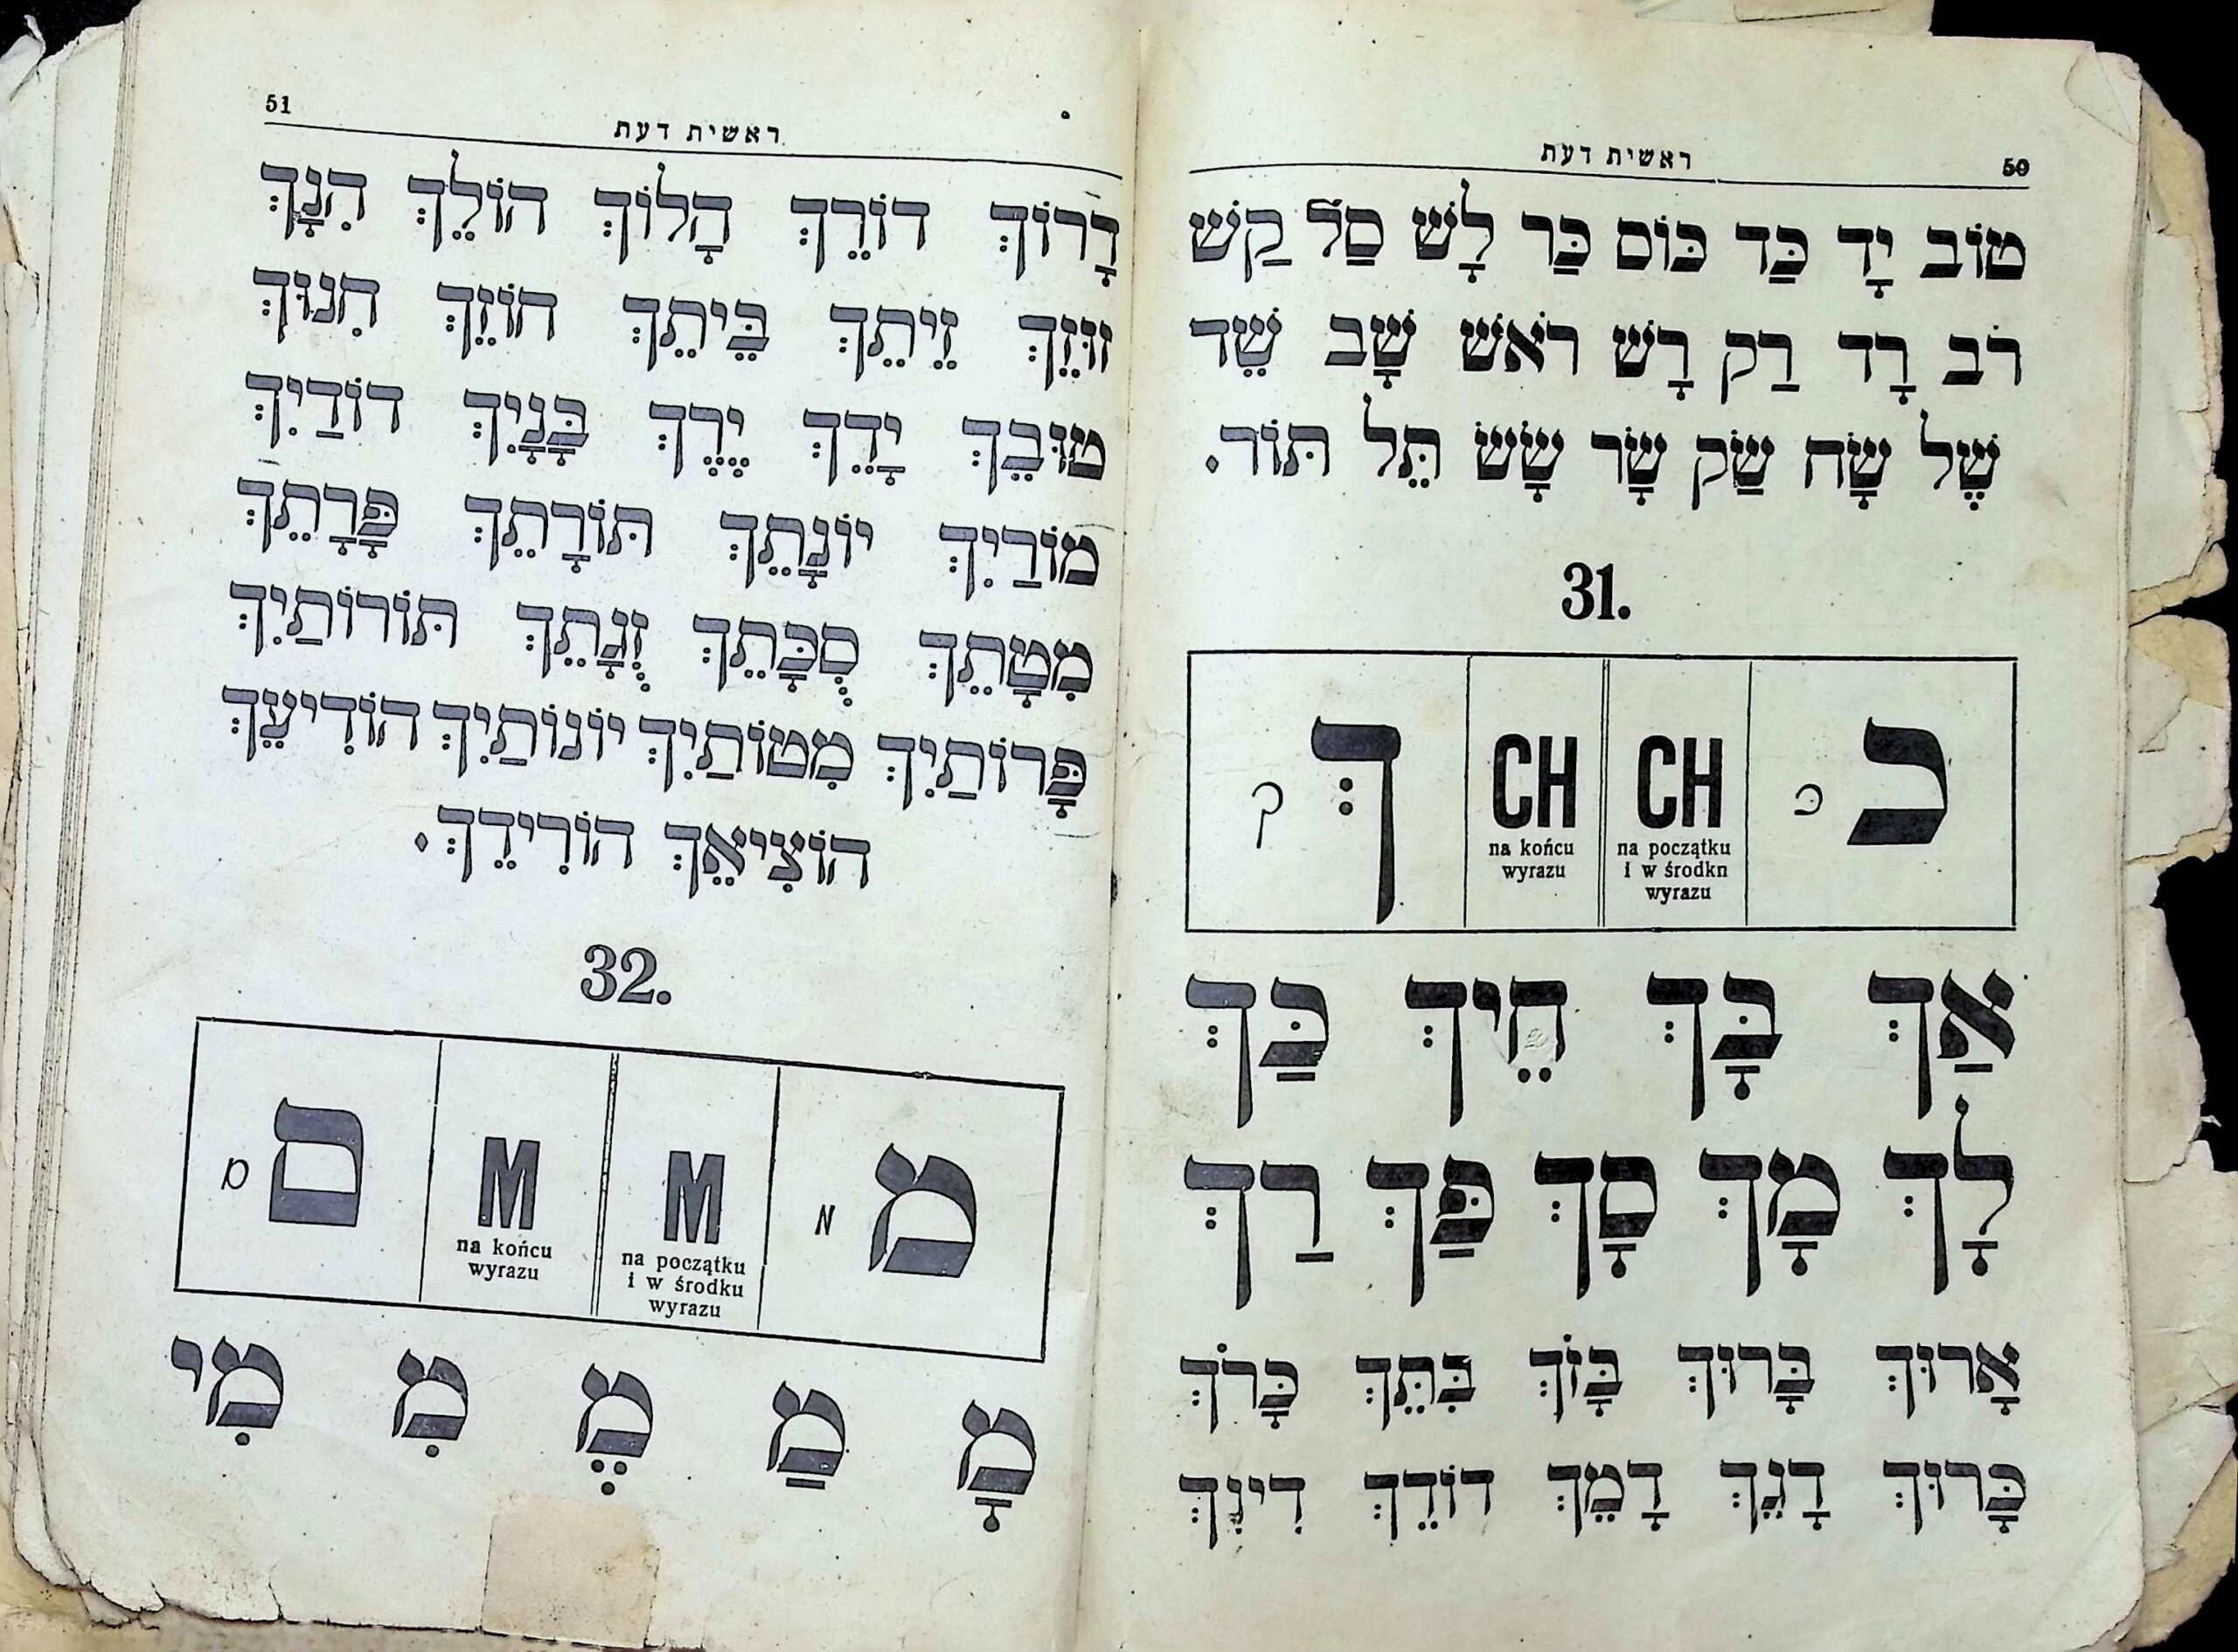 ראשית דעת 50
טוֹב יָד כַּד כּוֹס כַּר לָשׁ סַל קַשׁ
רֹב רָד רַק רָשׁ רֹאשׁ שָׁב שֵׁד
שֶׁל שָׂח שַׂק שָׂר שָׂשׂ תֵּל תּוֹר.
31.
כ כ CH CH ךְ ך
na początku i w środkn wyrazu
na końcu wyrazu
אַךְ בָּךְ חֵיךְ כַּךְ
לָךְ מָךְ סָךְ פַּךְ רַךְ
אָרוּךְ בָּרוּךְ בָּזֹךְ בִּתֵּךְ כָּרֹךְ
כָּרוּךְ דָגֵךְ דָמֵךְ דוֹדֵךְ דִינֵךְ
ראשית דעת 51
דָרוֹךְ דוֹרֵךְ הָלוֹךְ הוֹלֵךְ הִנָךְ
זוּזֵךְ זֵיתֵךְ בֵּיתֵךְ חוֹזֵךְ חִנוּךְ
טוּבֵךְ יָדֵךְ יֶרֶךְ בָּנָיִךְ דוֹדַיִךְ
מוֹרַיִךְ יוֹנָתֵךְ תּוֹרָתֵךְ פָּרָתֵךְ
מִטָתֵךְ סֻכָּתֵךְ זֻגָתֵךְ תּוֹרוֹתַיִךְ
פָּרוֹתַיִךְ מִטוֹתַיִךְ יוֹנוֹתַיִךְ הוֹדִיעֵךְ
הוֹצִיאֵךְ הוֹרִידֵךְ.
32.
מ מ M M ם ם
na początku i w środku wyrazu
na końcu wyrazu
מָ מַ מֶ מִ מִי